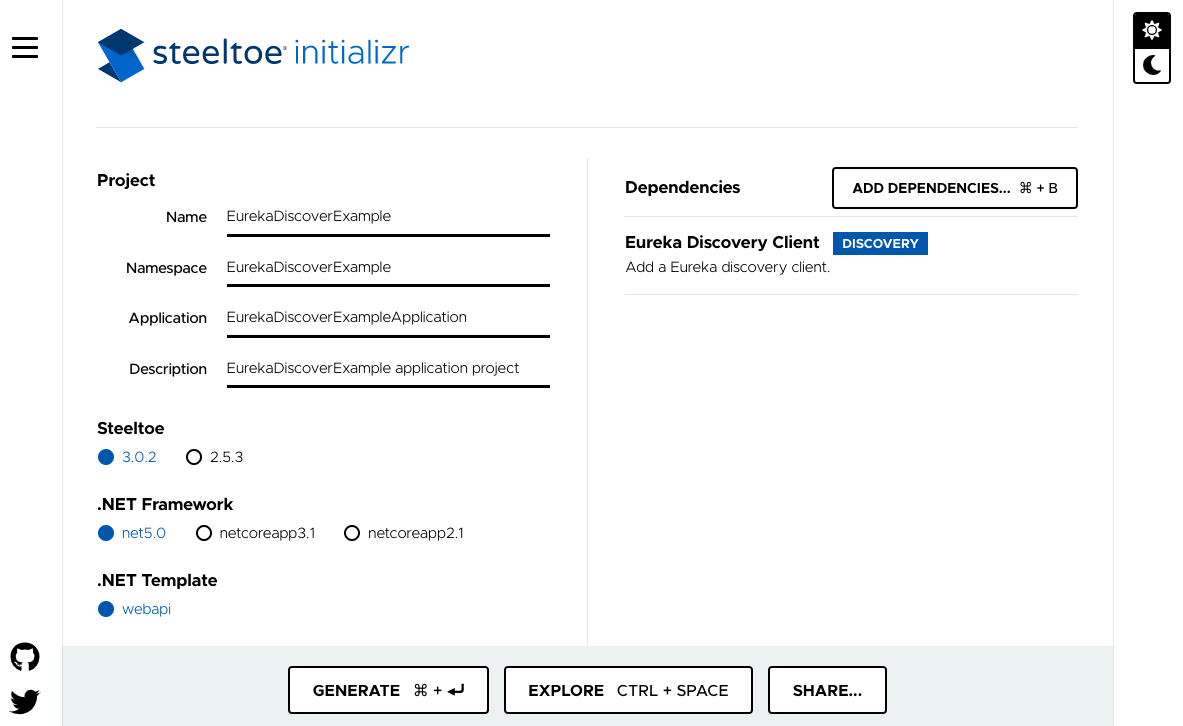 steeltoe® initializr
Project
Name EurekaDiscoverExample
Namespace EurekaDiscoverExample
Application EurekaDiscoverExampleApplication
Description EurekaDiscoverExample application project
Steeltoe
3.0.2 2.5.3
.NET Framework
net5.0 netcoreapp3.1 netcoreapp2.1
.NET Template
webapi
Dependencies ADD DEPENDENCIES... ⌘ + B
Eureka Discovery Client DISCOVERY
Add a Eureka discovery client.
GENERATE ⌘ + ⏎ EXPLORE CTRL + SPACE SHARE...